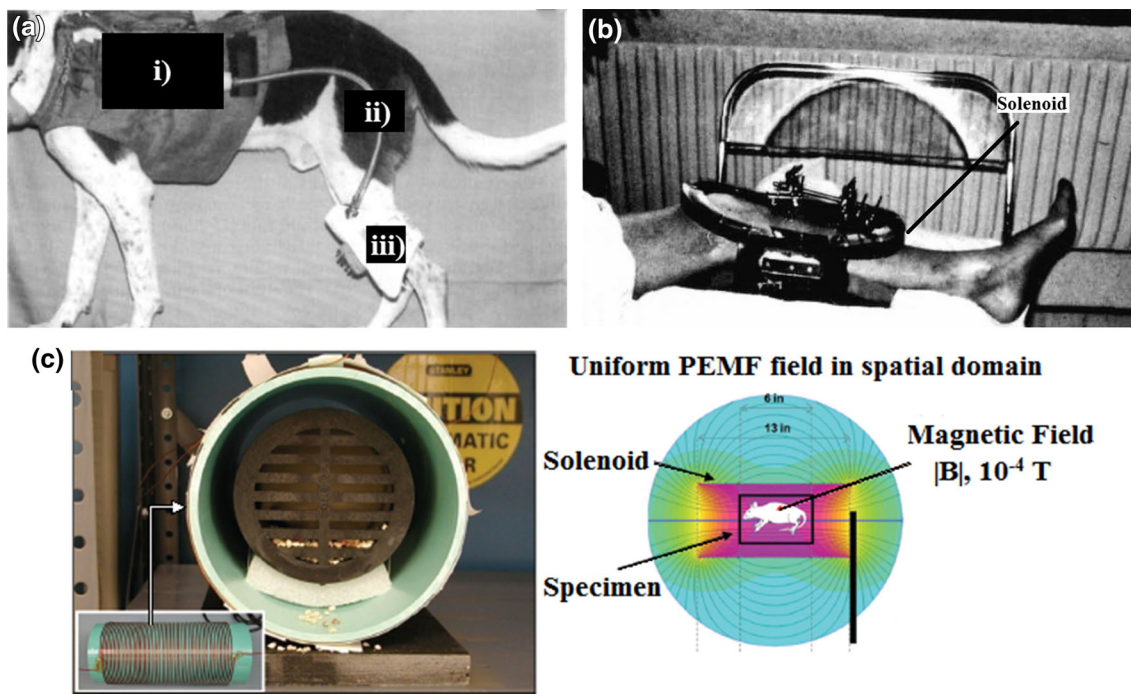 (a)
i)
ii)
iii)
(b)
Solenoid
(c)
STANLEY
UTION
MATIC
R
Uniform PEMF field in spatial domain
6 in
13 in
Solenoid
Magnetic Field
|B|, 10⁻⁴ T
Specimen